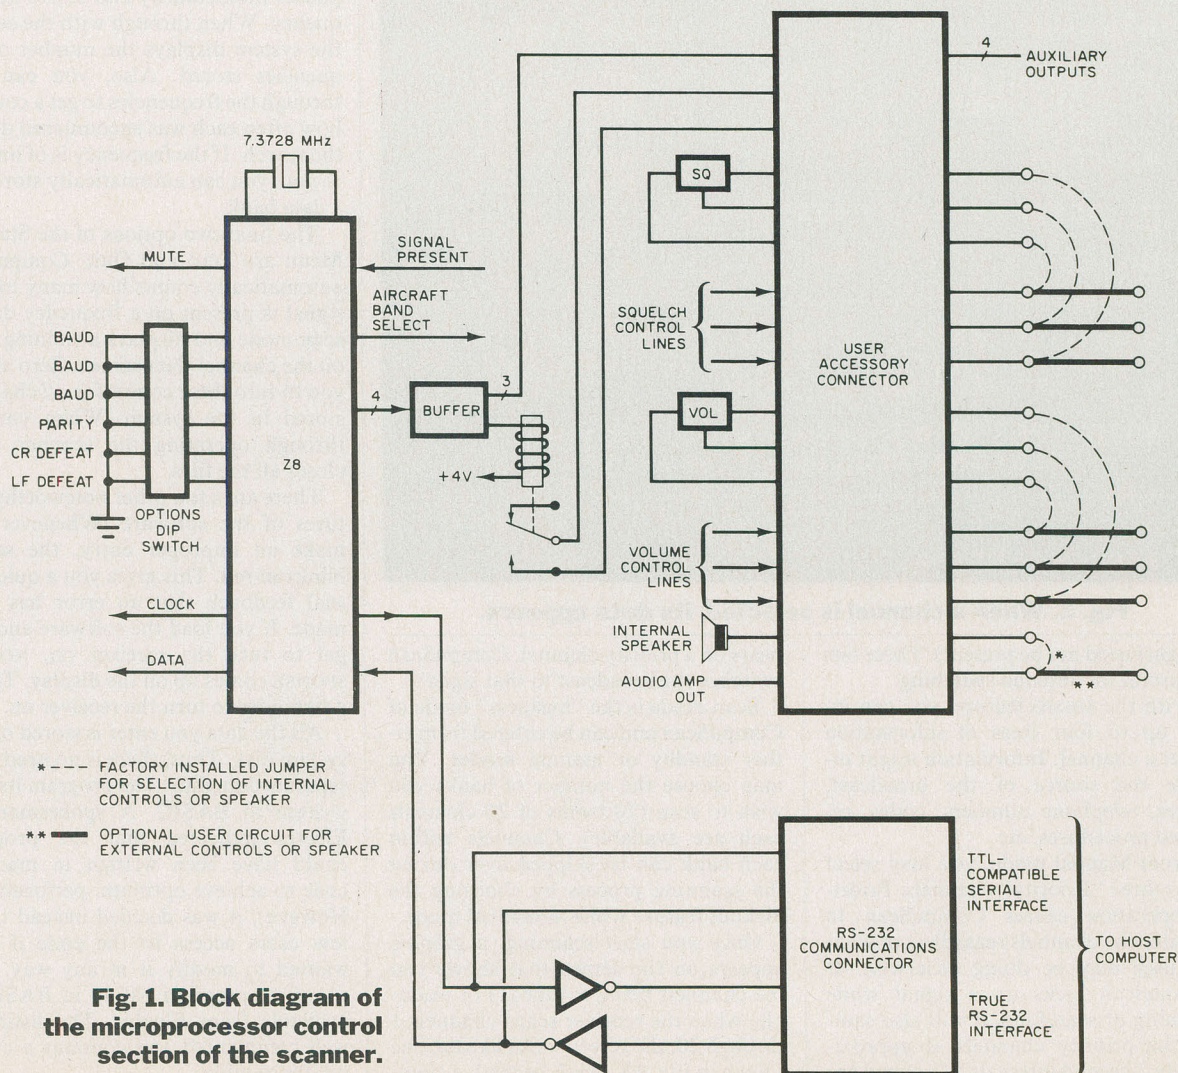 4
AUXILIARY
OUTPUTS
7.3728 MHz
SQ
MUTE
SIGNAL
PRESENT
AIRCRAFT
BAND
SELECT
SQUELCH
CONTROL
LINES
USER
ACCESSORY
CONNECTOR
BAUD
BAUD
BAUD
PARITY
CR DEFEAT
LF DEFEAT
OPTIONS
DIP
SWITCH
Z8
4
BUFFER
3
+4V
VOL
VOLUME
CONTROL
LINES
CLOCK
DATA
INTERNAL
SPEAKER
AUDIO AMP
OUT
*
**
* --- FACTORY INSTALLED JUMPER
FOR SELECTION OF INTERNAL
CONTROLS OR SPEAKER
** OPTIONAL USER CIRCUIT FOR
EXTERNAL CONTROLS OR SPEAKER
RS-232
COMMUNICATIONS
CONNECTOR
TTL-
COMPATIBLE
SERIAL
INTERFACE
TRUE
RS-232
INTERFACE
TO HOST
COMPUTER
Fig. 1. Block diagram of
the microprocessor control
section of the scanner.